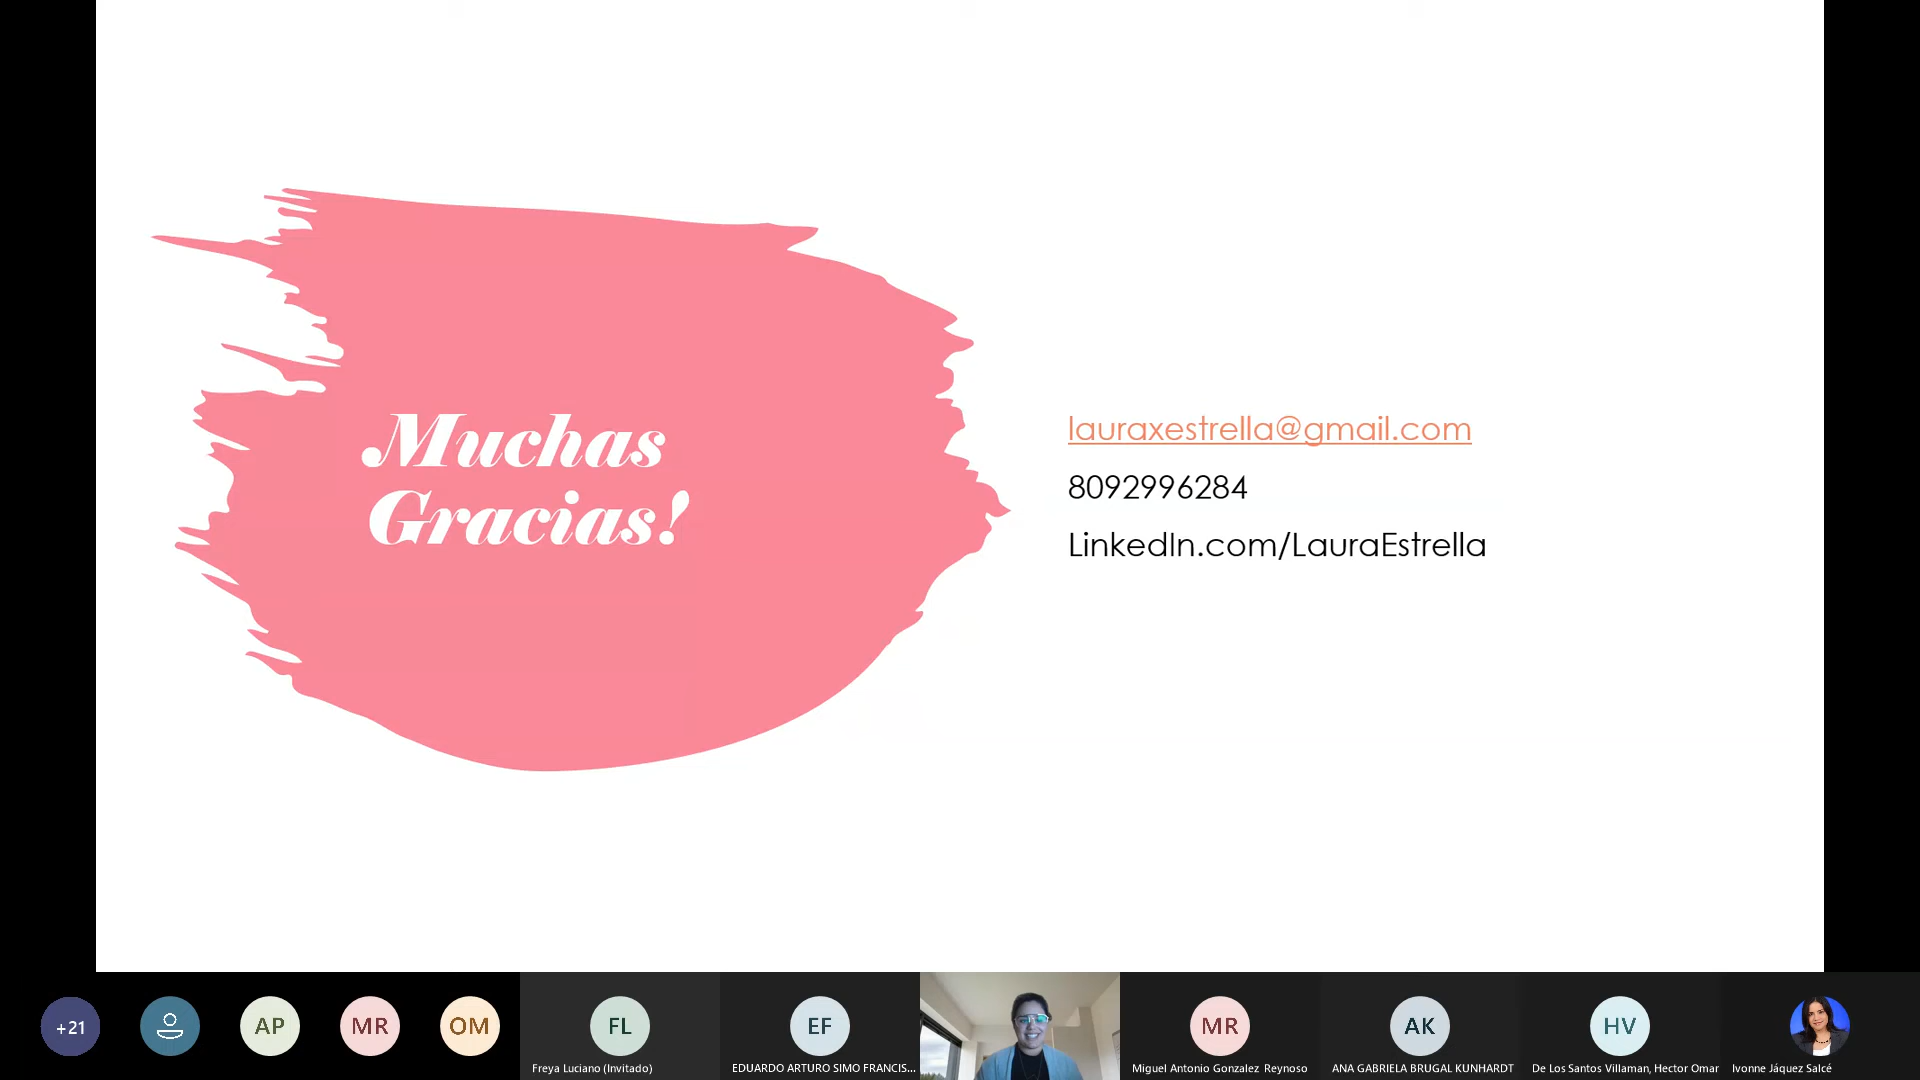 Muchas
Gracias!
lauraxestrella@gmail.com
8092996284
LinkedIn.com/LauraEstrella
+21
AP
MR
OM
FL
Freya Luciano (Invitado)
EF
EDUARDO ARTURO SIMO FRANCIS...
MR
Miguel Antonio Gonzalez Reynoso
AK
ANA GABRIELA BRUGAL KUNHARDT
HV
De Los Santos Villaman, Hector Omar
Ivonne Jáquez Salcé